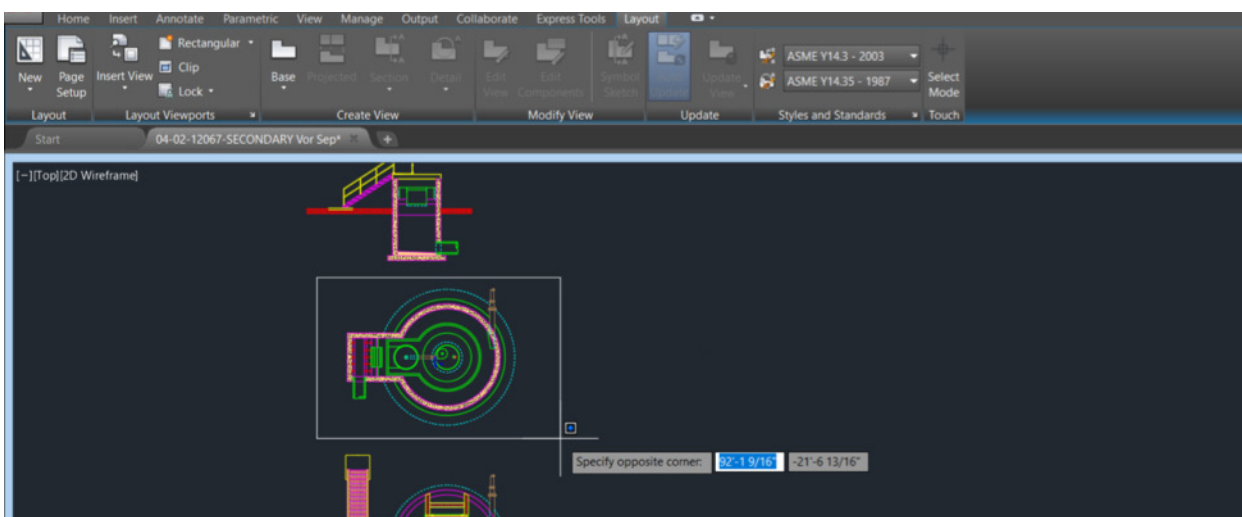 Home Insert Annotate Parametric View Manage Output Collaborate Express Tools Layout
Rectangular
Clip
Lock
New Page Setup Insert View Base Projected Section Detail Edit View Edit Components Symbol Sketch Auto Update Update View Select Mode
ASME Y14.3 - 2003
ASME Y14.35 - 1987
Layout Layout Viewports Create View Modify View Update Styles and Standards Touch
Start 04-02-12067-SECONDARY Vor Sep*
[-][Top][2D Wireframe]
Specify opposite corner: 92'-1 9/16" -21'-6 13/16"